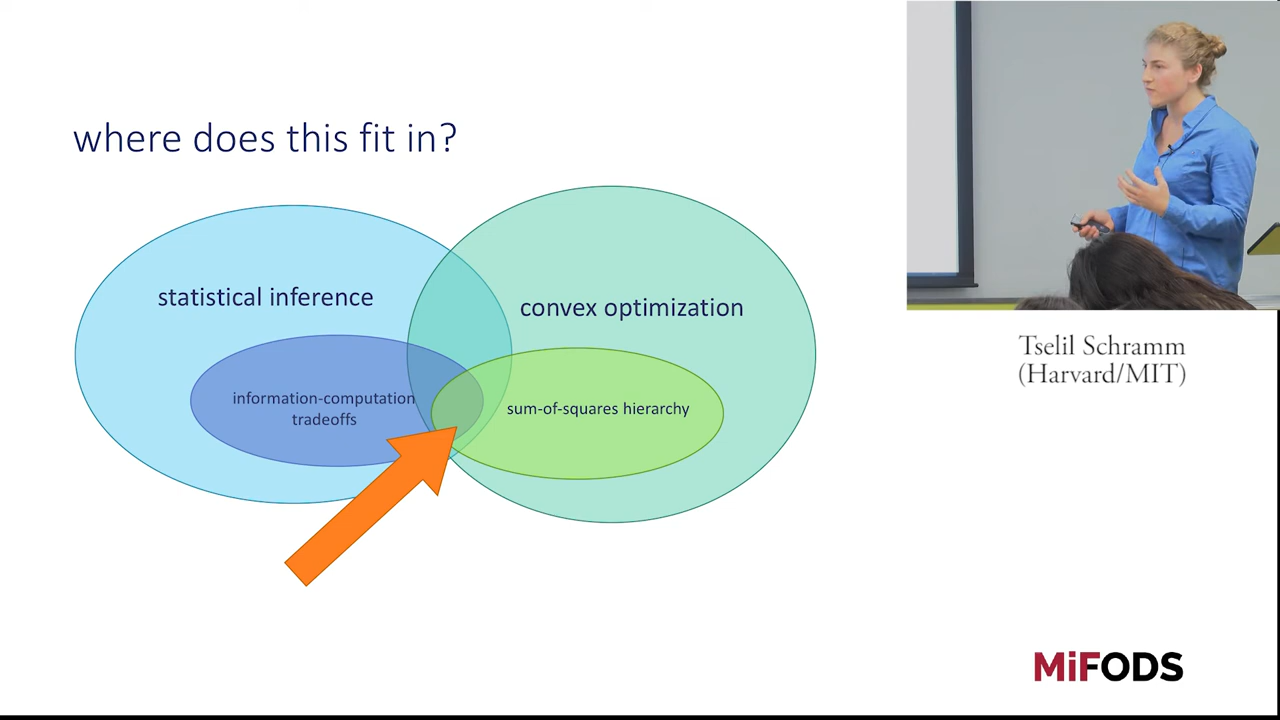 where does this fit in?
statistical inference
convex optimization
information-computation
tradeoffs
sum-of-squares hierarchy
Tselil Schramm
(Harvard/MIT)
MiFODS